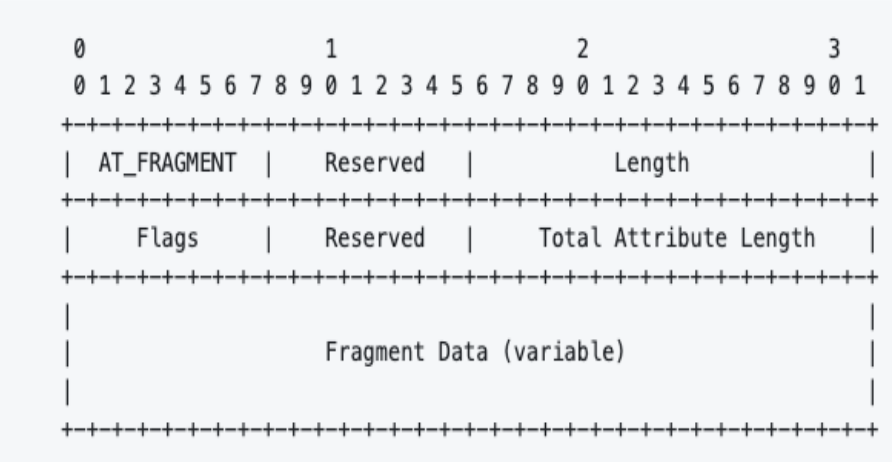 0                   1                   2                   3
 0 1 2 3 4 5 6 7 8 9 0 1 2 3 4 5 6 7 8 9 0 1 2 3 4 5 6 7 8 9 0 1
+-+-+-+-+-+-+-+-+-+-+-+-+-+-+-+-+-+-+-+-+-+-+-+-+-+-+-+-+-+-+-+-+
|  AT_FRAGMENT  |    Reserved   |           Length              |
+-+-+-+-+-+-+-+-+-+-+-+-+-+-+-+-+-+-+-+-+-+-+-+-+-+-+-+-+-+-+-+-+
|     Flags     |    Reserved   |     Total Attribute Length    |
+-+-+-+-+-+-+-+-+-+-+-+-+-+-+-+-+-+-+-+-+-+-+-+-+-+-+-+-+-+-+-+-+
|                                                               |
|                    Fragment Data (variable)                   |
|                                                               |
+-+-+-+-+-+-+-+-+-+-+-+-+-+-+-+-+-+-+-+-+-+-+-+-+-+-+-+-+-+-+-+-+